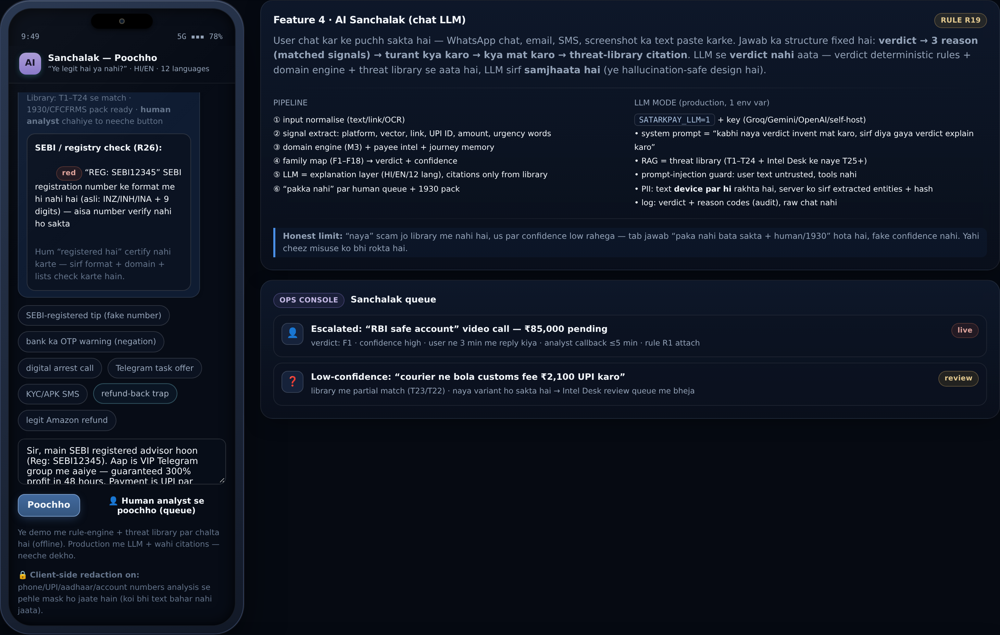 9:49
5G ▪▪▪ 78%
AI
Sanchalak — Poochho
“Ye legit hai ya nahi?” · HI/EN · 12 languages
Library: T1–T24 se match ·
1930/CFCFRMS pack ready · human
analyst chahiye to neeche button
SEBI / registry check (R26):
red “REG: SEBI12345” SEBI
registration number ke format me
hi nahi hai (asli: INZ/INH/INA + 9
digits) — aisa number verify nahi
ho sakta
Hum “registered hai” certify nahi
karte — sirf format + domain +
lists check karte hain.
SEBI-registered tip (fake number)
bank ka OTP warning (negation)
digital arrest call
Telegram task offer
KYC/APK SMS
refund-back trap
legit Amazon refund
Sir, main SEBI registered advisor hoon
(Reg: SEBI12345). Aap is VIP Telegram
group me aaiye — guaranteed 300%
profit in 48 hours. Payment is UPI par
Poochho
👤 Human analyst se
poochho (queue)
Ye demo me rule-engine + threat library par chalta
hai (offline). Production me LLM + wahi citations —
neeche dekho.
🔒 Client-side redaction on:
phone/UPI/aadhaar/account numbers analysis se
pehle mask ho jaate hain (koi bhi text bahar nahi
jaata).
Feature 4 · AI Sanchalak (chat LLM)
RULE R19
User chat kar ke puchh sakta hai — WhatsApp chat, email, SMS, screenshot ka text paste karke. Jawab ka structure fixed hai: verdict → 3 reason
(matched signals) → turant kya karo → kya mat karo → threat-library citation. LLM se verdict nahi aata — verdict deterministic rules +
domain engine + threat library se aata hai, LLM sirf samjhaata hai (ye hallucination-safe design hai).
PIPELINE
① input normalise (text/link/OCR)
② signal extract: platform, vector, link, UPI ID, amount, urgency words
③ domain engine (M3) + payee intel + journey memory
④ family map (F1–F18) → verdict + confidence
⑤ LLM = explanation layer (HI/EN/12 lang), citations only from library
⑥ “pakka nahi” par human queue + 1930 pack
LLM MODE (production, 1 env var)
SATARKPAY_LLM=1 + key (Groq/Gemini/OpenAI/self-host)
• system prompt = “kabhi naya verdict invent mat karo, sirf diya gaya verdict explain
karo”
• RAG = threat library (T1–T24 + Intel Desk ke naye T25+)
• prompt-injection guard: user text untrusted, tools nahi
• PII: text device par hi rakhta hai, server ko sirf extracted entities + hash
• log: verdict + reason codes (audit), raw chat nahi
Honest limit: “naya” scam jo library me nahi hai, us par confidence low rahega — tab jawab “paka nahi bata sakta + human/1930” hota hai, fake confidence nahi. Yahi
cheez misuse ko bhi rokta hai.
OPS CONSOLE Sanchalak queue
Escalated: “RBI safe account” video call — ₹85,000 pending
live
verdict: F1 · confidence high · user ne 3 min me reply kiya · analyst callback ≤5 min · rule R1 attach
Low-confidence: “courier ne bola customs fee ₹2,100 UPI karo”
review
library me partial match (T23/T22) · naya variant ho sakta hai → Intel Desk review queue me bheja